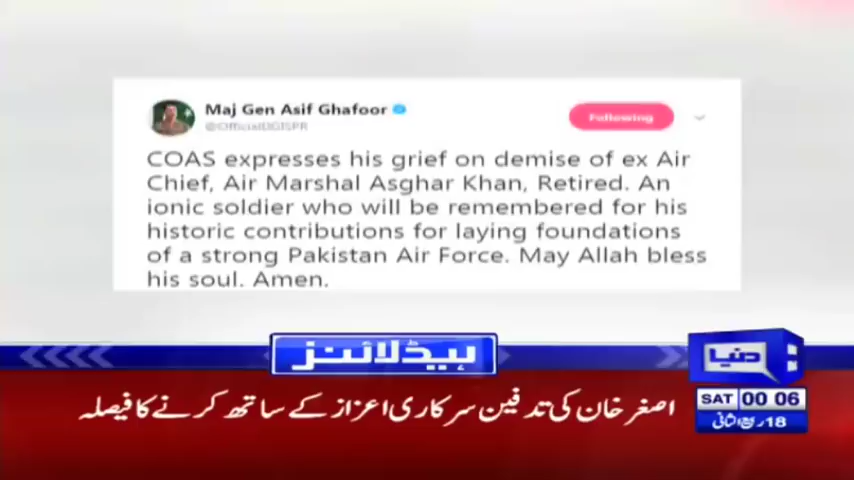 Maj Gen Asif Ghafoor
@OfficialDGISPR
Following
COAS expresses his grief on demise of ex Air
Chief, Air Marshal Asghar Khan, Retired. An
ionic soldier who will be remembered for his
historic contributions for laying foundations
of a strong Pakistan Air Force. May Allah bless
his soul. Amen.
ہیڈلائنز
دنیا
اصغر خان کی تدفین سرکاری اعزاز کے ساتھ کرنے کا فیصلہ
SAT 00 06
18 ربیع الثانی